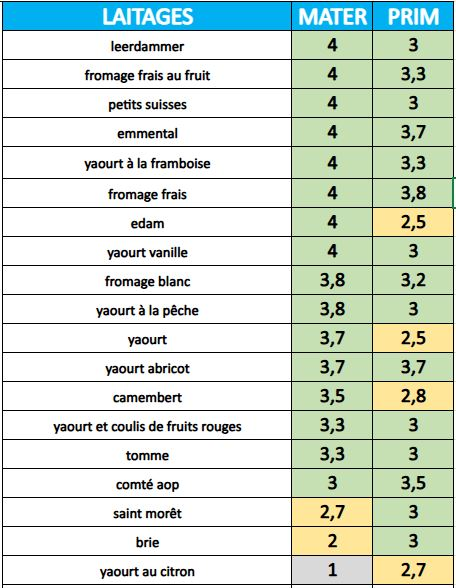 LAITAGES MATER PRIM
leerdammer 4 3
fromage frais au fruit 4 3,3
petits suisses 4 3
emmental 4 3,7
yaourt à la framboise 4 3,3
fromage frais 4 3,8
edam 4 2,5
yaourt vanille 4 3
fromage blanc 3,8 3,2
yaourt à la pêche 3,8 3
yaourt 3,7 2,5
yaourt abricot 3,7 3,7
camembert 3,5 2,8
yaourt et coulis de fruits rouges 3,3 3
tomme 3,3 3
comté aop 3 3,5
saint morêt 2,7 3
brie 2 3
yaourt au citron 1 2,7